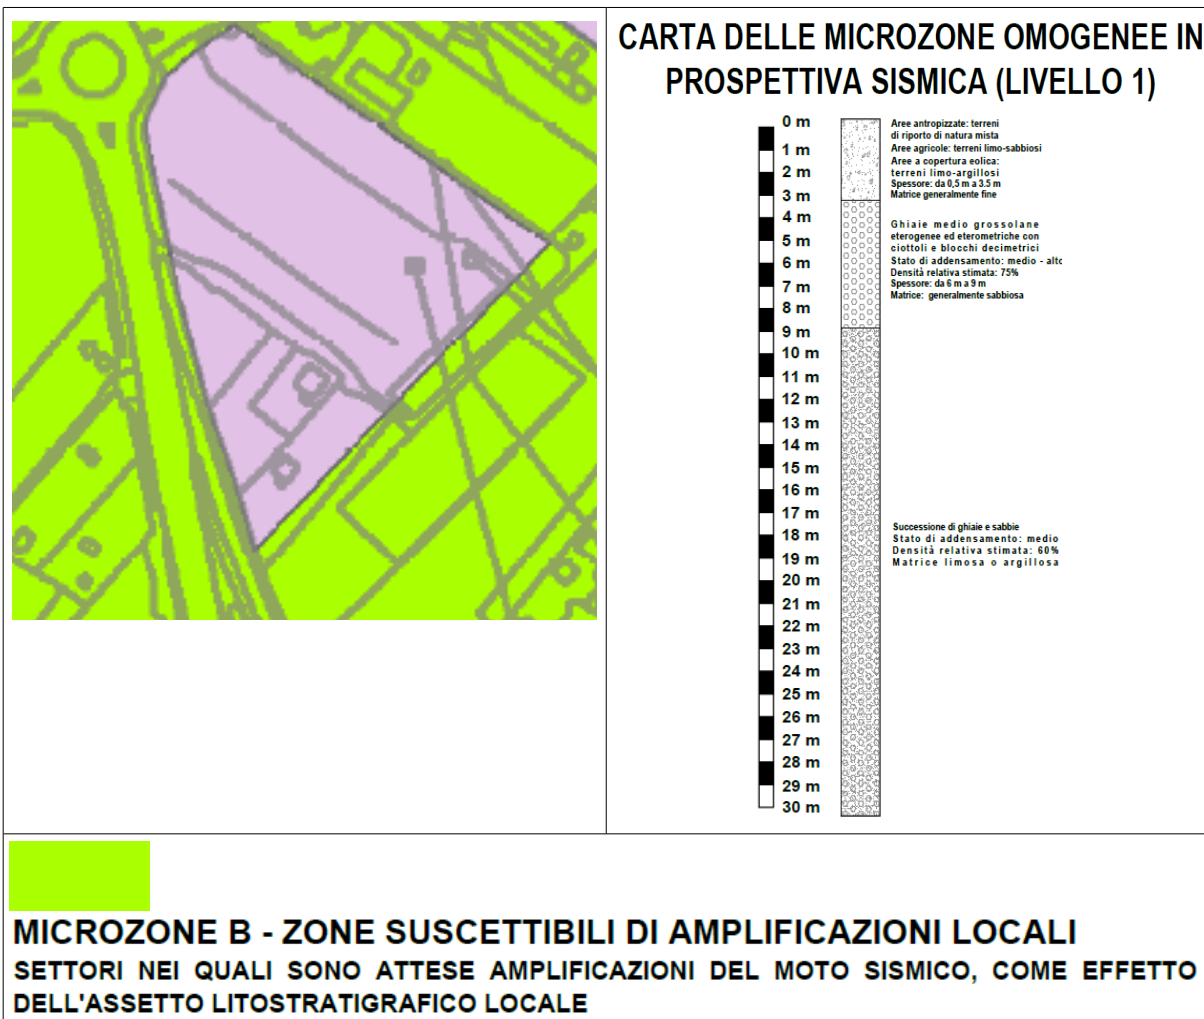 CARTA DELLE MICROZONE OMOGENEE IN
PROSPETTIVA SISMICA (LIVELLO 1)
0 m
1 m
2 m
3 m
4 m
5 m
6 m
7 m
8 m
9 m
10 m
11 m
12 m
13 m
14 m
15 m
16 m
17 m
18 m
19 m
20 m
21 m
22 m
23 m
24 m
25 m
26 m
27 m
28 m
29 m
30 m
Aree antropizzate: terreni
di riporto di natura mista
Aree agricole: terreni limo-sabbiosi
Aree a copertura eolica:
terreni limo-argillosi
Spessore: da 0,5 m a 3.5 m
Matrice generalmente fine
Ghiaie medio grossolane
eterogenee ed eterometriche con
ciottoli e blocchi decimetrici
Stato di addensamento: medio - alto
Densità relativa stimata: 75%
Spessore: da 6 m a 9 m
Matrice: generalmente sabbiosa
Successione di ghiaie e sabbie
Stato di addensamento: medio
Densità relativa stimata: 60%
Matrice limosa o argillosa
MICROZONE B - ZONE SUSCETTIBILI DI AMPLIFICAZIONI LOCALI
SETTORI NEI QUALI SONO ATTESE AMPLIFICAZIONI DEL MOTO SISMICO, COME EFFETTO
DELL'ASSETTO LITOSTRATIGRAFICO LOCALE